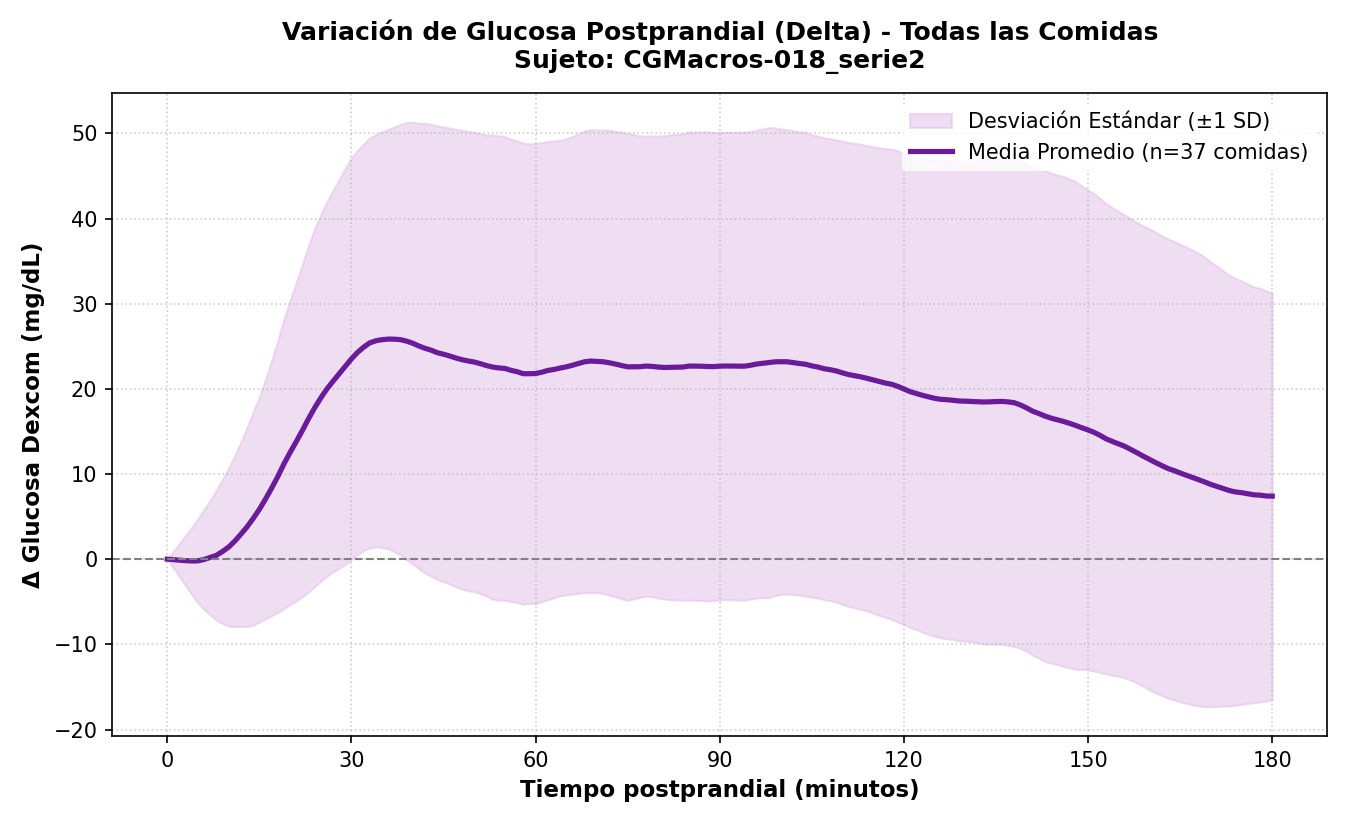 Variación de Glucosa Postprandial (Delta) - Todas las Comidas
Sujeto: CGMacros-018_serie2
Desviación Estándar (±1 SD)
Media Promedio (n=37 comidas)
Δ Glucosa Dexcom (mg/dL)
50
40
30
20
10
0
−10
−20
0 30 60 90 120 150 180
Tiempo postprandial (minutos)